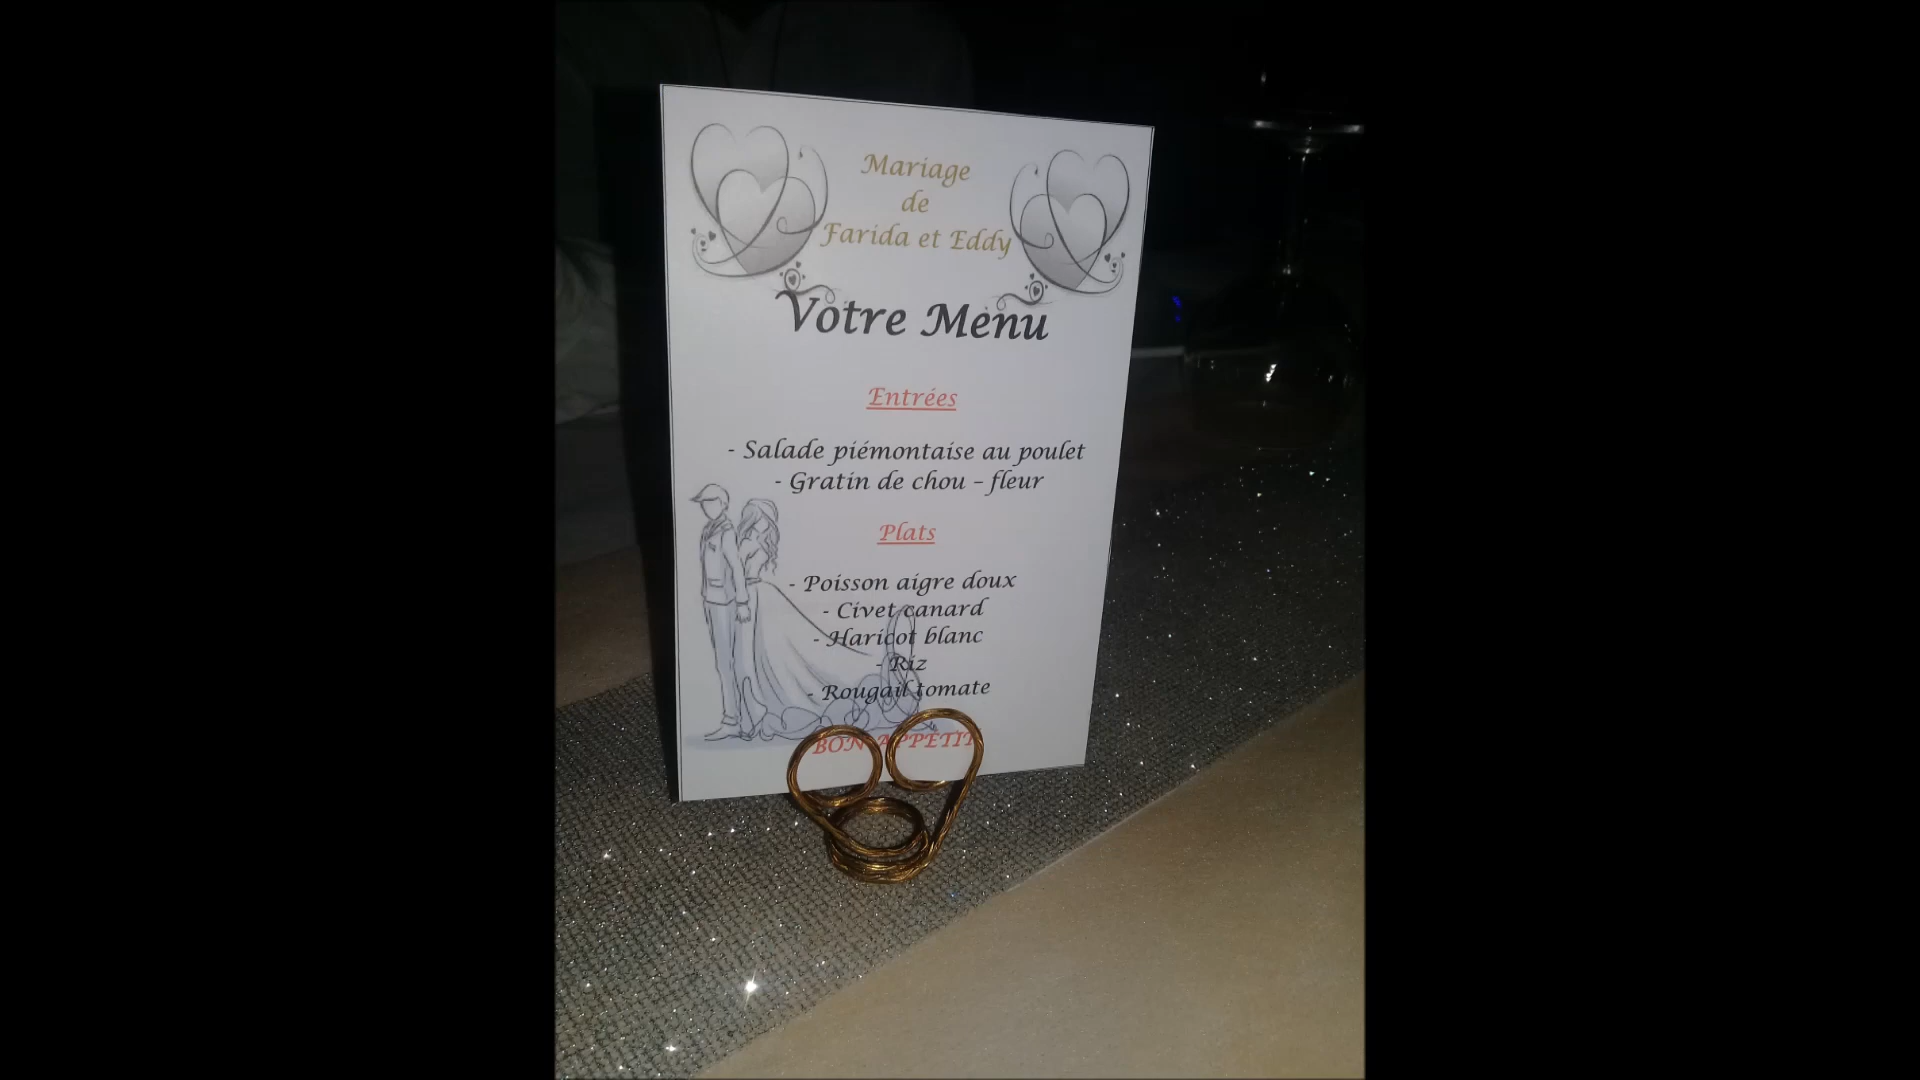 Mariage
de
Farida et Eddy
Votre Menu
Entrées
- Salade piémontaise au poulet
- Gratin de chou - fleur
Plats
- Poisson aigre doux
- Civet canard
- Haricot blanc
- Riz
- Rougail tomate
BON APPÉTIT